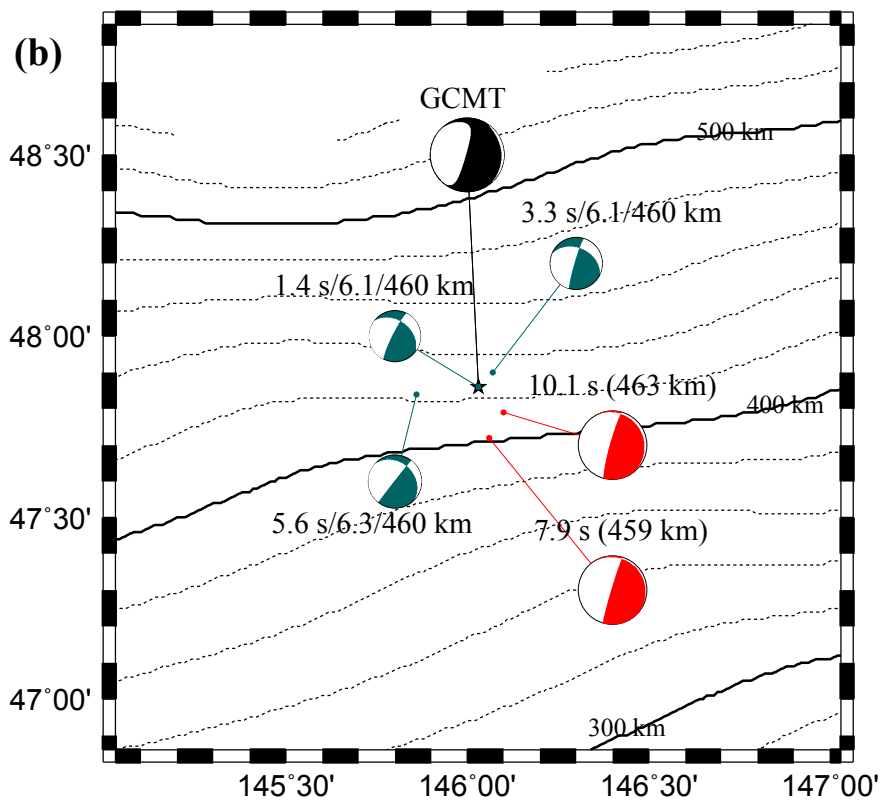 (b)
GCMT
500 km
48°30'
3.3 s/6.1/460 km
1.4 s/6.1/460 km
48°00'
10.1 s (463 km)
400 km
47°30'
5.6 s/6.3/460 km
7.9 s (459 km)
47°00'
300 km
145°30'
146°00'
146°30'
147°00'